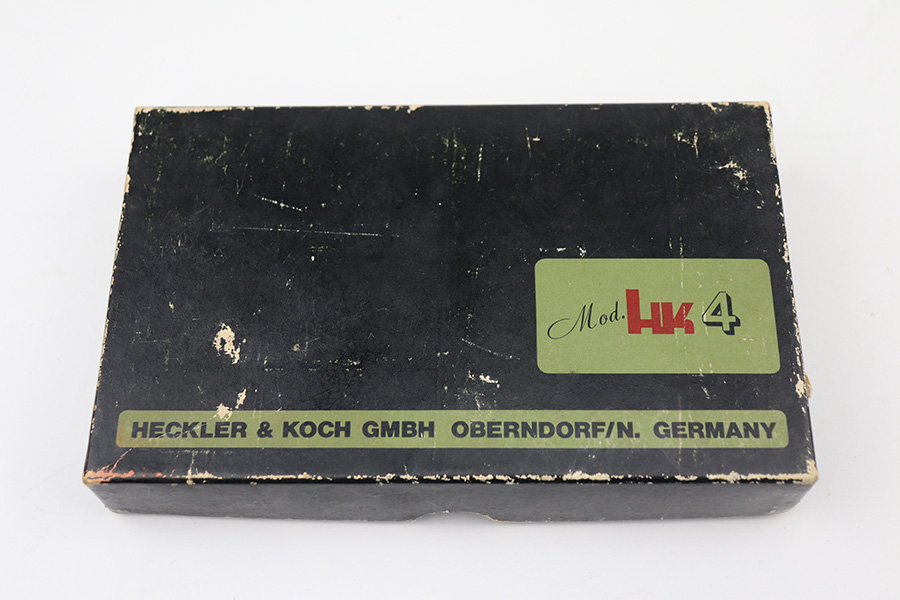 Mod. HK 4
HECKLER & KOCH GMBH OBERNDORF/N. GERMANY